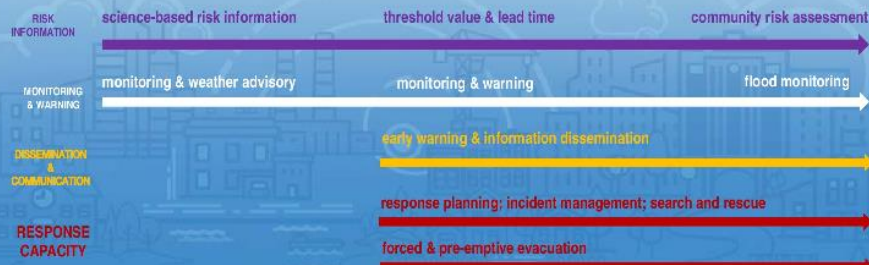 RISK
INFORMATION
science-based risk information
threshold value & lead time
community risk assessment
MONITORING
& WARNING
monitoring & weather advisory
monitoring & warning
flood monitoring
DISSEMINATION
&
COMMUNICATION
early warning & information dissemination
RESPONSE
CAPACITY
response planning; incident management; search and rescue
forced & pre-emptive evacuation